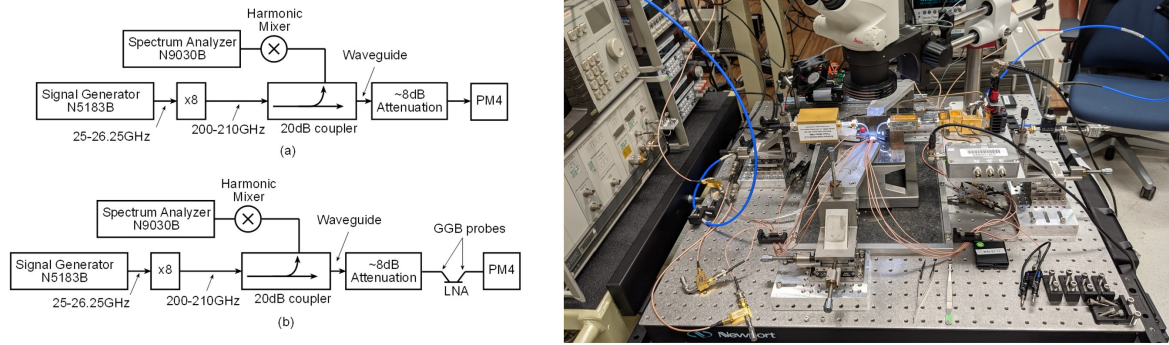 Harmonic
Mixer
Spectrum Analyzer
N9030B
Waveguide
Signal Generator
N5183B
x8
~8dB
Attenuation
PM4
25-26.25GHz
200-210GHz
20dB coupler
(a)
Harmonic
Mixer
Spectrum Analyzer
N9030B
Waveguide
GGB probes
Signal Generator
N5183B
x8
~8dB
Attenuation
PM4
LNA
25-26.25GHz
200-210GHz
20dB coupler
(b)
Newport